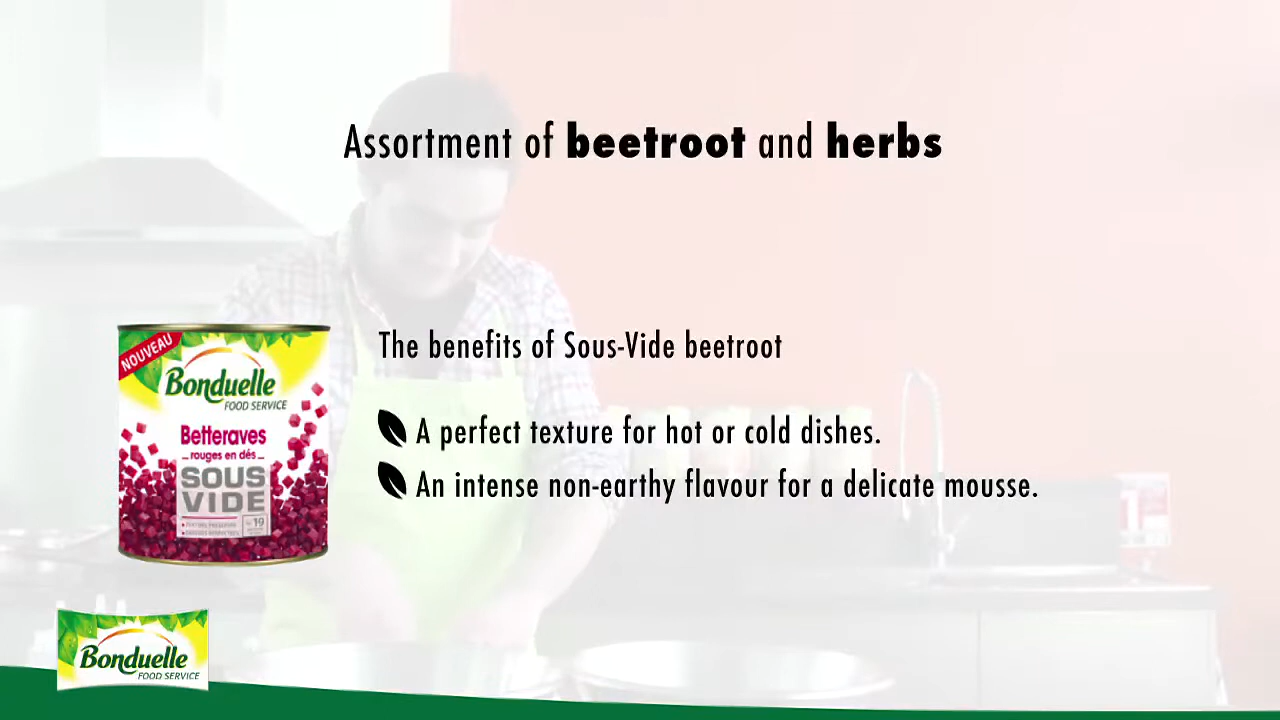 Assortment of beetroot and herbs
The benefits of Sous-Vide beetroot
A perfect texture for hot or cold dishes.
An intense non-earthy flavour for a delicate mousse.
NOUVEAU
Bonduelle
FOOD SERVICE
Betteraves
rouges en dés
SOUS
VIDE
19
Bonduelle
FOOD SERVICE